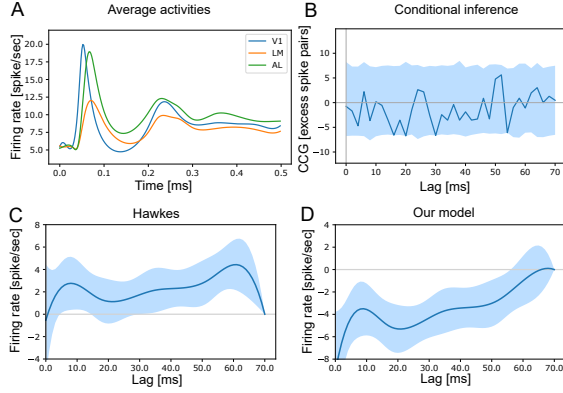 A
Average activities
Firing rate [spike/sec]
20.0
17.5
15.0
12.5
10.0
7.5
5.0
V1
LM
AL
0.0
0.1
0.2
0.3
0.4
0.5
Time [ms]
B
Conditional inference
CCG [excess spike pairs]
10
5
0
−5
−10
0
10
20
30
40
50
60
70
Lag [ms]
C
Hawkes
Firing rate [spike/sec]
8
6
4
2
0
−2
−4
0.0
10.0
20.0
30.0
40.0
50.0
60.0
70.0
Lag [ms]
D
Our model
Firing rate [spike/sec]
4
2
0
−2
−4
−6
−8
0.0
10.0
20.0
30.0
40.0
50.0
60.0
70.0
Lag [ms]